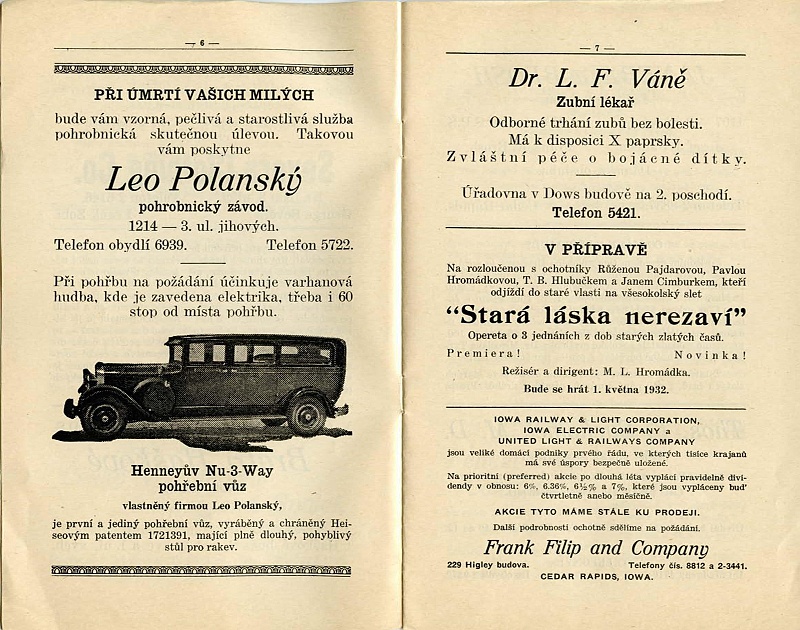 — 6 —
PŘI ÚMRTÍ VAŠICH MILÝCH
bude vám vzorná, pečlivá a starostlivá služba
pohrobnická skutečnou úlevou. Takovou
vám poskytne
Leo Polanský
pohrobnický závod.
1214 — 3. ul. jihových.
Telefon obydlí 6939. Telefon 5722.
Při pohřbu na požádání účinkuje varhanová
hudba, kde je zavedena elektrika, třeba i 60
stop od místa pohřbu.
Henneyův Nu-3-Way
pohřební vůz
vlastněný firmou Leo Polanský,
je první a jediný pohřební vůz, vyráběný a chráněný Hei-
seovým patentem 1721391, mající plně dlouhý, pohyblivý
stůl pro rakev.
— 7 —
Dr. L. F. Váně
Zubní lékař
Odborné trhání zubů bez bolesti.
Má k disposici X paprsky.
Zvláštní péče o bojácné dítky.
Úřadovna v Dows budově na 2. poschodí.
Telefon 5421.
V PŘÍPRAVĚ
Na rozloučenou s ochotníky Růženou Pajdarovou, Pavlou
Hromádkovou, T. B. Hlubučkem a Janem Cimburkem, kteří
odjíždí do staré vlasti na všesokolský slet
“Stará láska nerezaví”
Opereta o 3 jednáních z dob starých zlatých časů.
Premiera! Novinka!
Režisér a dirigent: M. L. Hromádka.
Bude se hrát 1. května 1932.
IOWA RAILWAY & LIGHT CORPORATION,
IOWA ELECTRIC COMPANY a
UNITED LIGHT & RAILWAYS COMPANY
jsou veliké domácí podniky prvého řádu, ve kterých tisíce krajanů
má své úspory bezpečně uložené.
Na prioritní (preferred) akcie po dlouhá léta vyplácí pravidelně divi-
dendy v obnosu: 6%, 6.36%, 6½% a 7%, které jsou vypláceny buď
čtvrtletně anebo měsíčně.
AKCIE TYTO MÁME STÁLE KU PRODEJI.
Další podrobnosti ochotně sdělíme na požádání.
Frank Filip and Company
229 Higley budova. Telefony čís. 8812 a 2-3441.
CEDAR RAPIDS, IOWA.